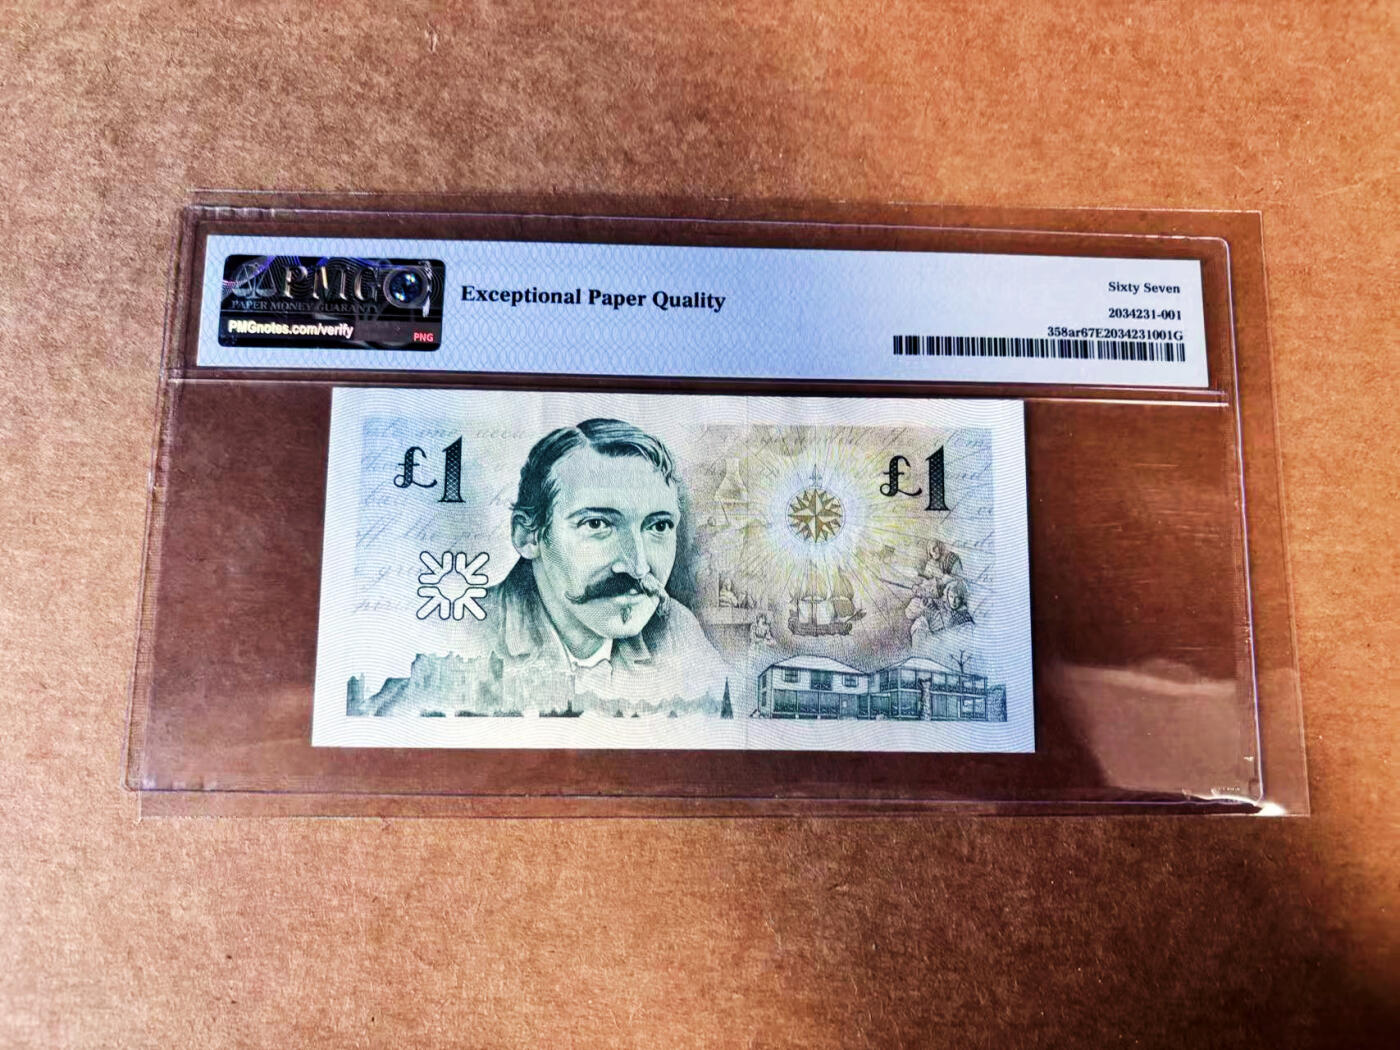 PMG
PAPER MONEY GUARANTY
PMGnotes.com/verify
PNG
Exceptional Paper Quality
Sixty Seven
2034231-001
358ar67E2034231001G
£1
£1